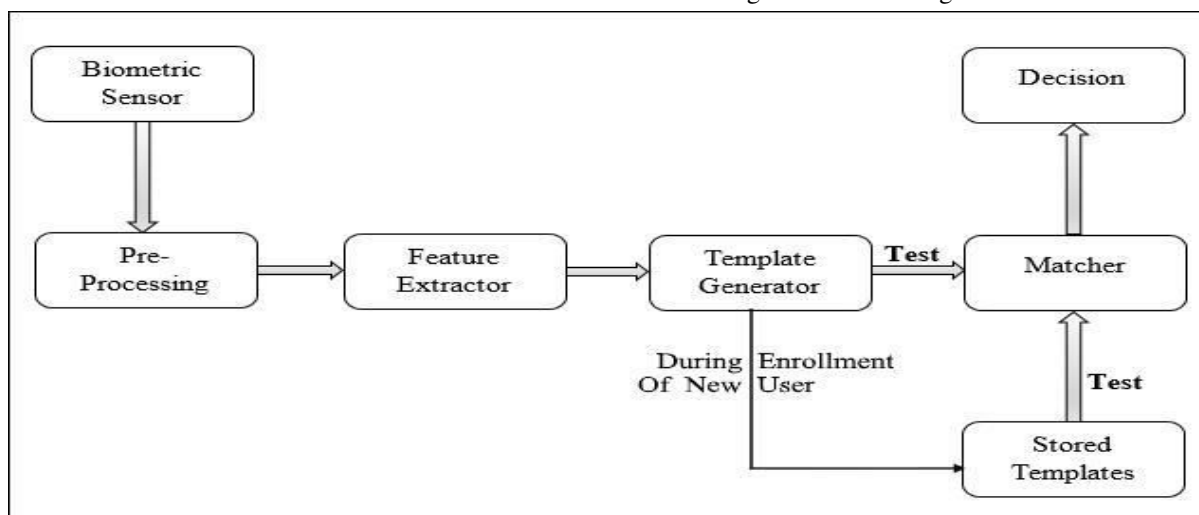 Biometric
Sensor
Decision
Pre-
Processing
Feature
Extractor
Template
Generator
Test
Matcher
During Enrollment
Of New User
Test
Stored
Templates